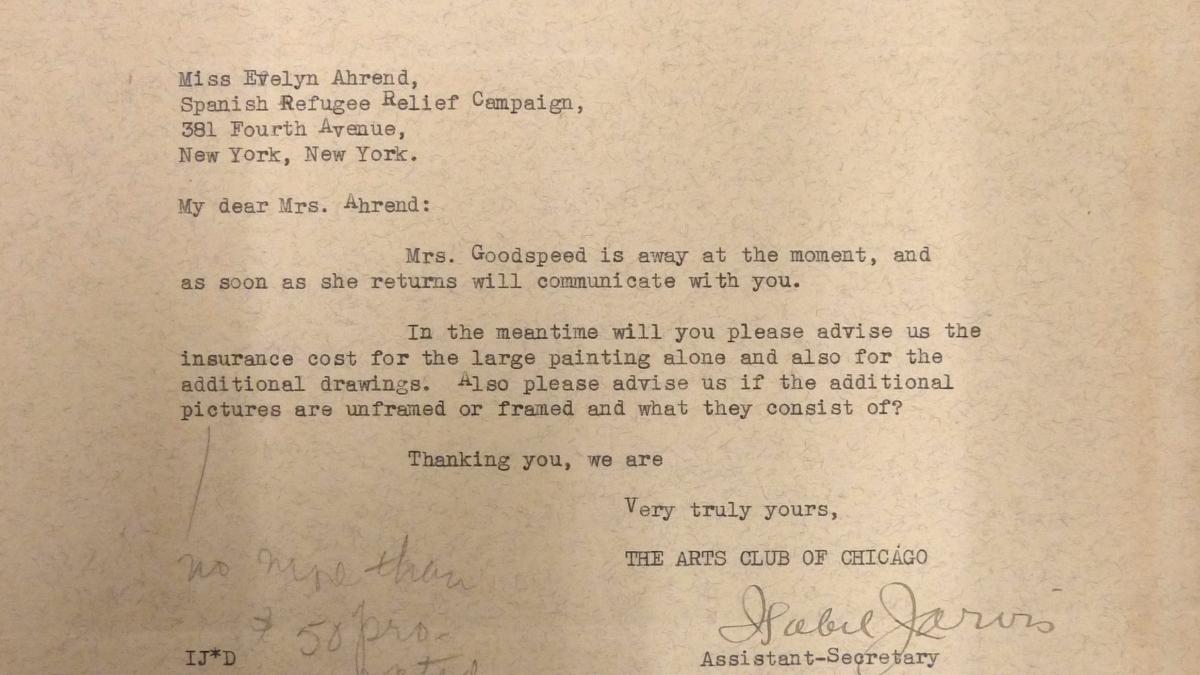 Miss Evelyn Ahrend,
Spanish Refugee Relief Campaign,
381 Fourth Avenue,
New York, New York.
My dear Mrs. Ahrend:
Mrs. Goodspeed is away at the moment, and
as soon as she returns will communicate with you.
In the meantime will you please advise us the
insurance cost for the large painting alone and also for the
additional drawings. Also please advise us if the additional
pictures are unframed or framed and what they consist of?
Thanking you, we are
Very truly yours,
THE ARTS CLUB OF CHICAGO
no more than
$ 50 pro-
Isabel Jarvis
IJ*D
Assistant-Secretary